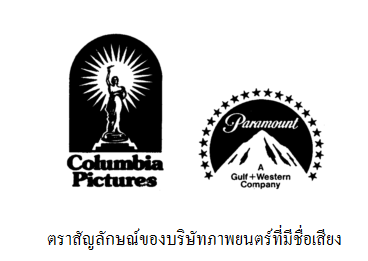 Columbia
Pictures
Paramount
A
Gulf+Western
Company
ตราสัญลักษณ์ของบริษัทภาพยนตร์ที่มีชื่อเสียง